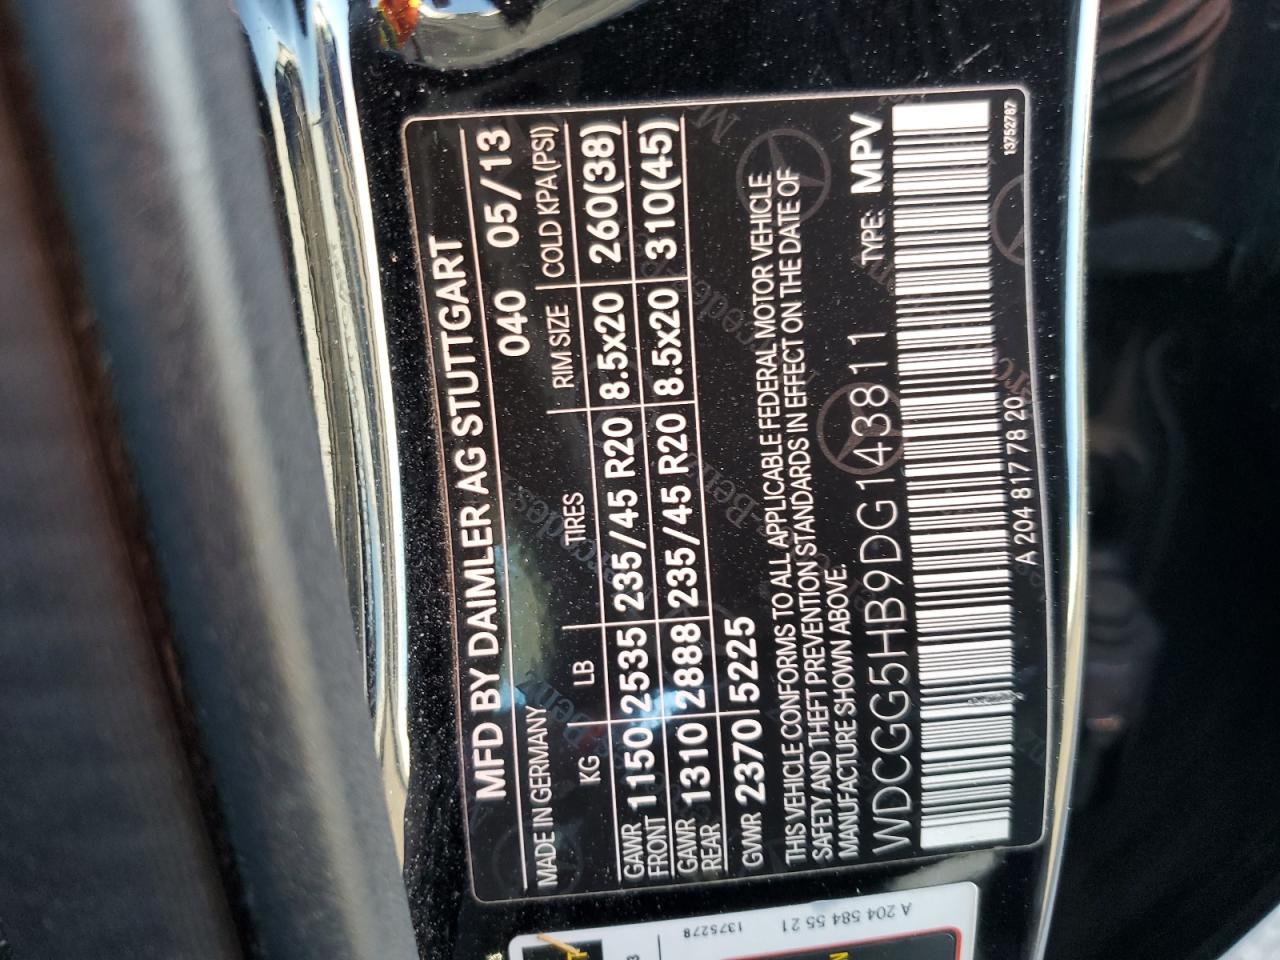 MFD BY DAIMLER AG STUTTGART
040 05/13
MADE IN GERMANY
KG LB TIRES RIM SIZE COLD KPA (PSI)
GAWR FRONT 1150 2535 235/45 R20 8.5x20 260(38)
GAWR REAR 1310 2888 235/45 R20 8.5x20 310(45)
GVWR 2370 5225
THIS VEHICLE CONFORMS TO ALL APPLICABLE FEDERAL MOTOR VEHICLE
SAFETY AND THEFT PREVENTION STANDARDS IN EFFECT ON THE DATE OF
MANUFACTURE SHOWN ABOVE.
WDCGG5HB9DG143811 TYPE: MPV
A 204 817 78 20
13752787
A 204 584 55 21
1375278